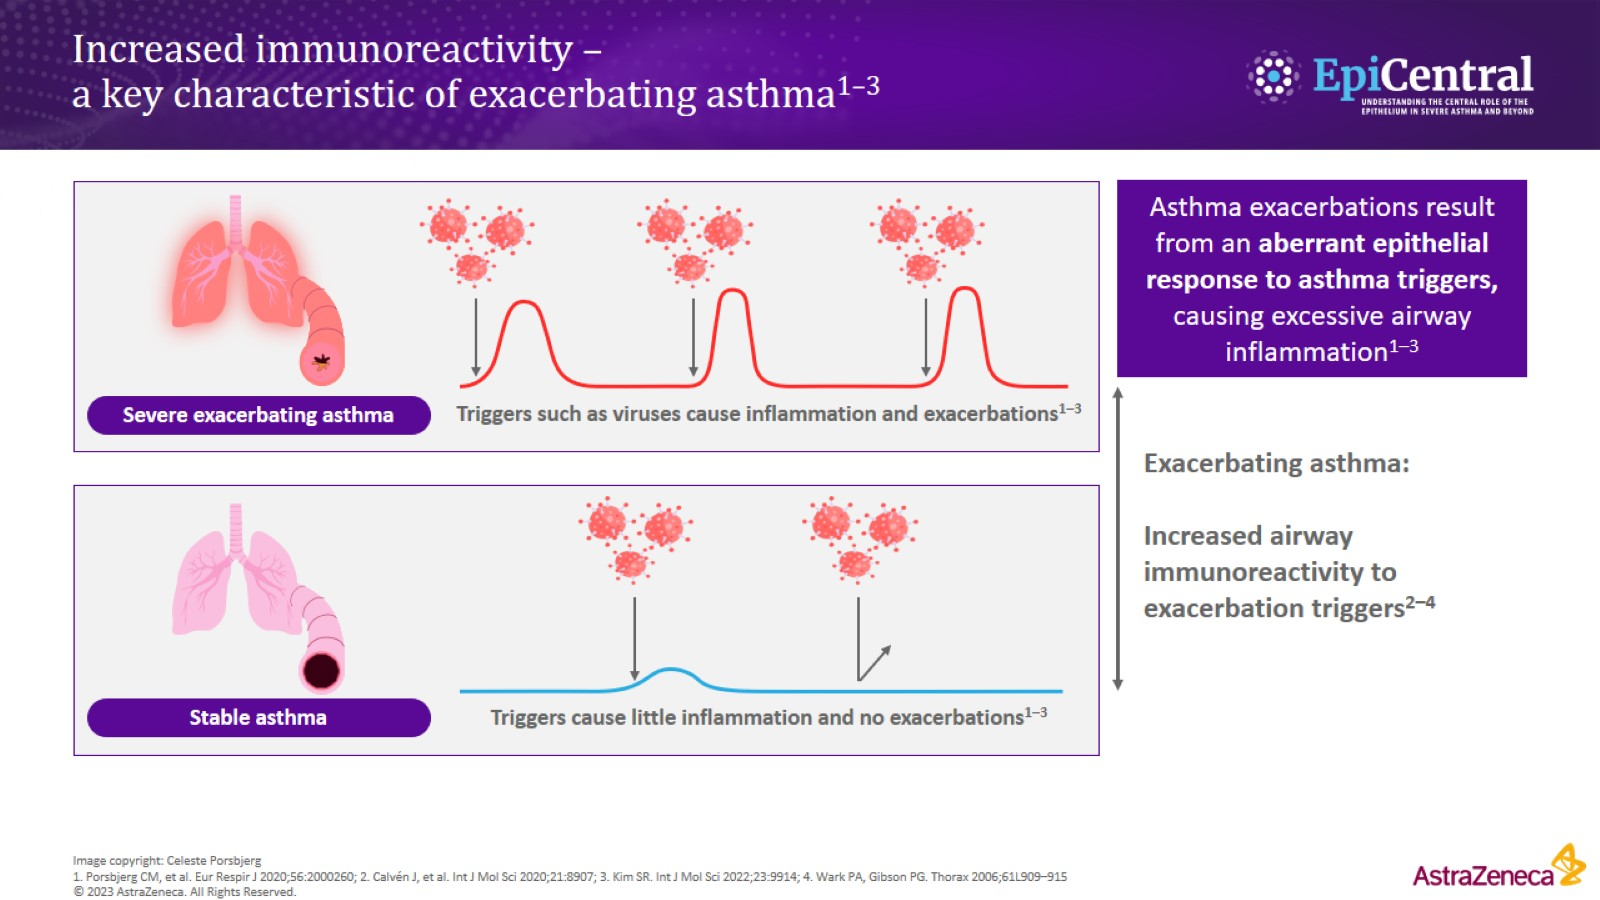 Increased immunoreactivity –
a key characteristic of exacerbating asthma1–3
EpiCentral
UNDERSTANDING THE CENTRAL ROLE OF THE
EPITHELIUM IN SEVERE ASTHMA AND BEYOND
Severe exacerbating asthma
Triggers such as viruses cause inflammation and exacerbations1–3
Asthma exacerbations result
from an aberrant epithelial
response to asthma triggers,
causing excessive airway
inflammation1–3
Exacerbating asthma:
Increased airway
immunoreactivity to
exacerbation triggers2–4
Stable asthma
Triggers cause little inflammation and no exacerbations1–3
Image copyright: Celeste Porsbjerg
1. Porsbjerg CM, et al. Eur Respir J 2020;56:2000260; 2. Calvén J, et al. Int J Mol Sci 2020;21:8907; 3. Kim SR. Int J Mol Sci 2022;23:9914; 4. Wark PA, Gibson PG. Thorax 2006;61L909–915
© 2023 AstraZeneca. All Rights Reserved.
AstraZeneca